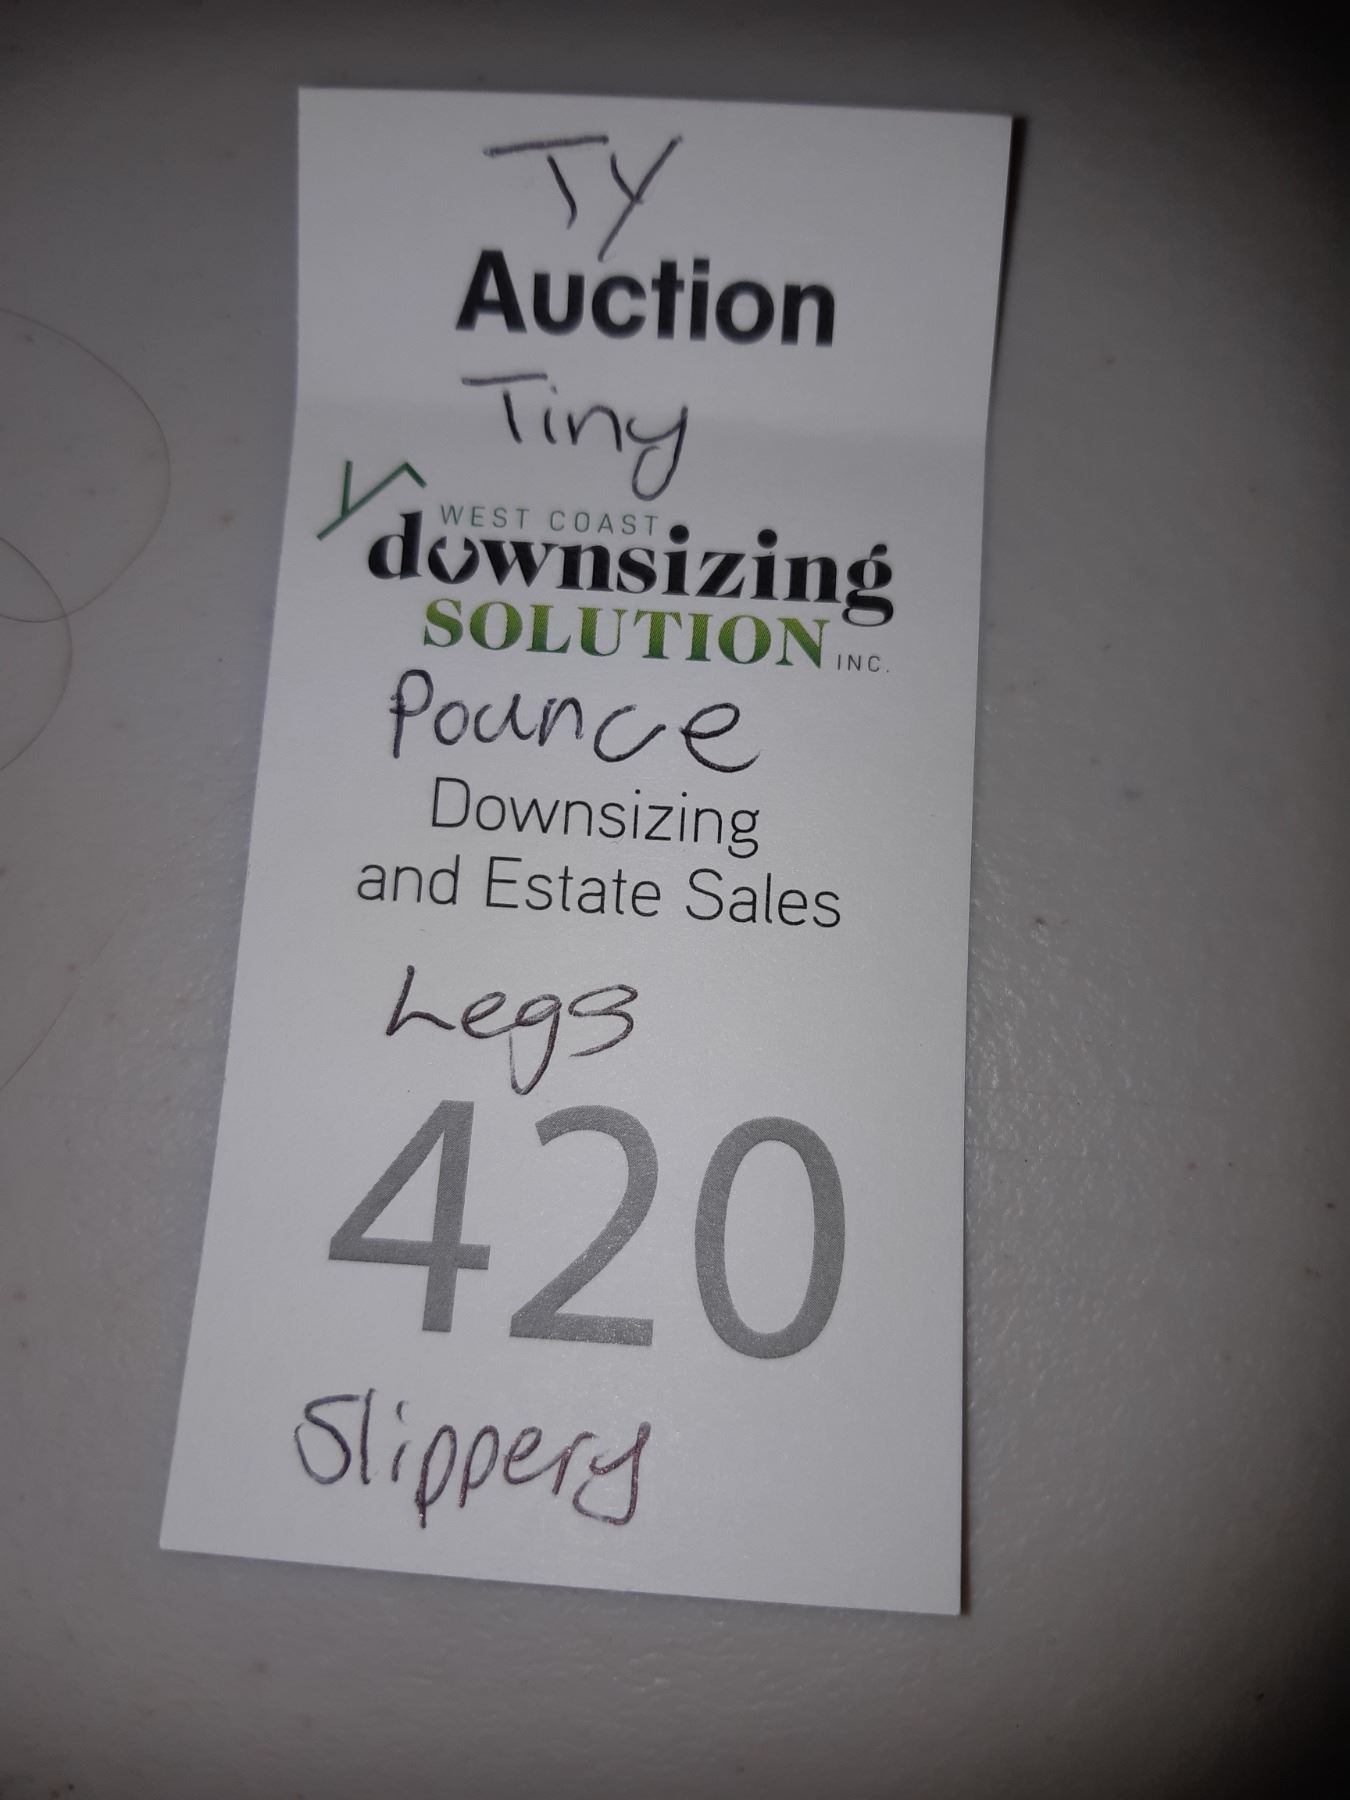 TY
Auction
Tiny
WEST COAST
downsizing
SOLUTION INC.
Pounce
Downsizing
and Estate Sales
Legs
420
Slippery